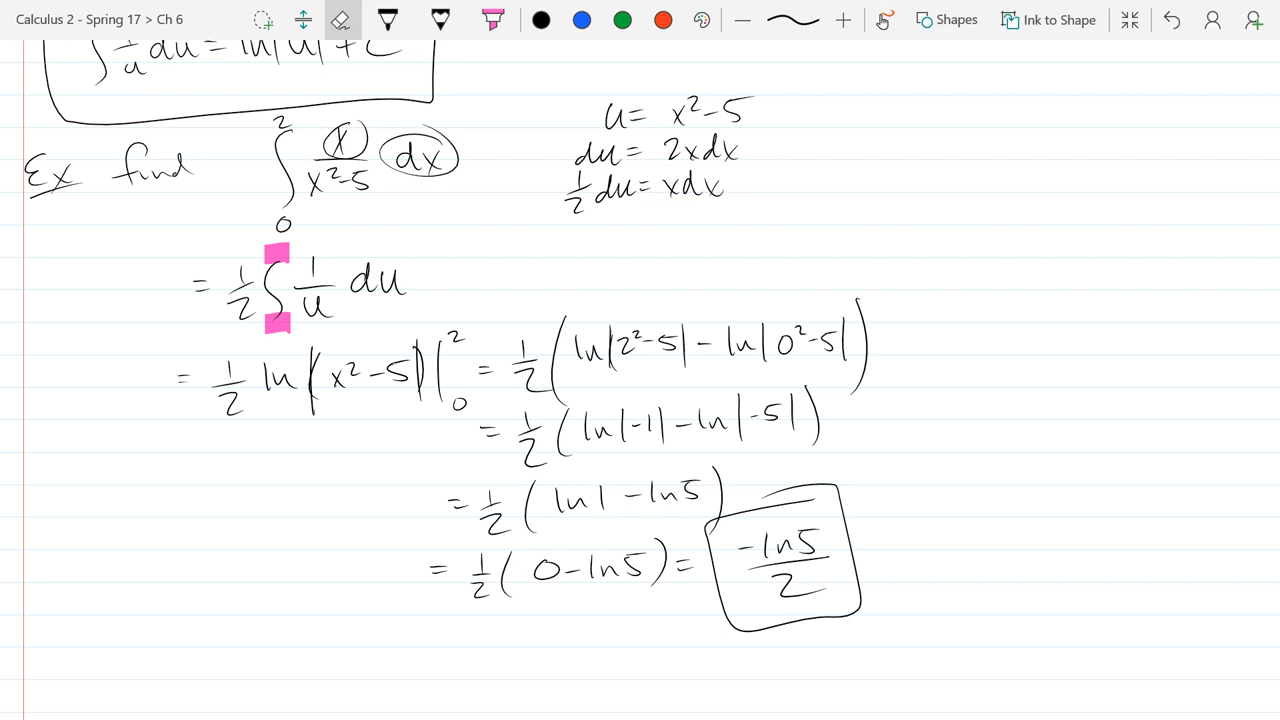 Calculus 2 - Spring 17 > Ch 6
Shapes
Ink to Shape
∫ 1/u du = ln|u| + C
Ex find ∫₀² x/(x²-5) dx
u = x²-5
du = 2xdx
1/2 du = xdx
= 1/2 ∫ 1/u du
= 1/2 ln|x²-5| |₀² = 1/2 (ln|2²-5| - ln|0²-5|)
= 1/2 (ln|-1| - ln|-5|)
= 1/2 (ln1 - ln5)
= 1/2 (0 - ln5) = -ln5/2